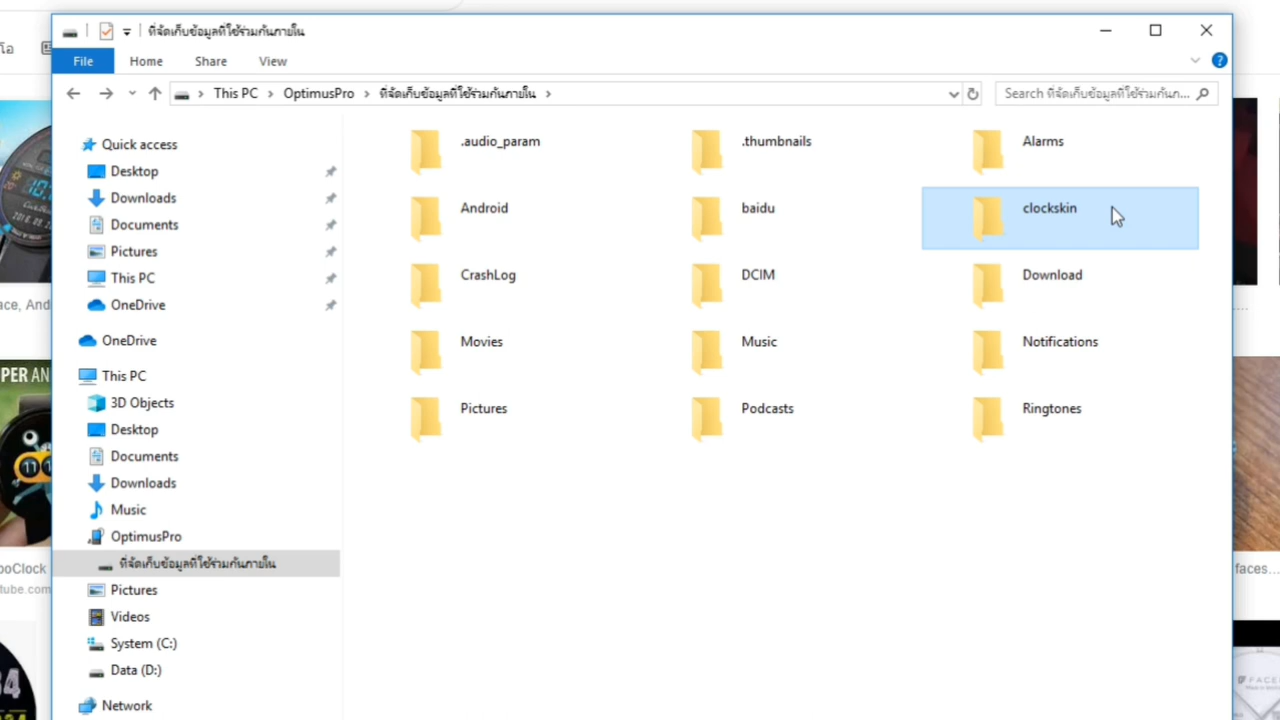 ที่จัดเก็บข้อมูลที่ใช้ร่วมกันภายใน
File Home Share View
This PC OptimusPro ที่จัดเก็บข้อมูลที่ใช้ร่วมกันภายใน
Search ที่จัดเก็บข้อมูลที่ใช้ร่วมกันภ...
Quick access
Desktop
Downloads
Documents
Pictures
This PC
OneDrive
OneDrive
This PC
3D Objects
Desktop
Documents
Downloads
Music
OptimusPro
ที่จัดเก็บข้อมูลที่ใช้ร่วมกันภายใน
Pictures
Videos
System (C:)
Data (D:)
Network
.audio_param .thumbnails Alarms
Android baidu clockskin
CrashLog DCIM Download
Movies Music Notifications
Pictures Podcasts Ringtones
ace, And
PER AN
boClock
tube.com
faces...